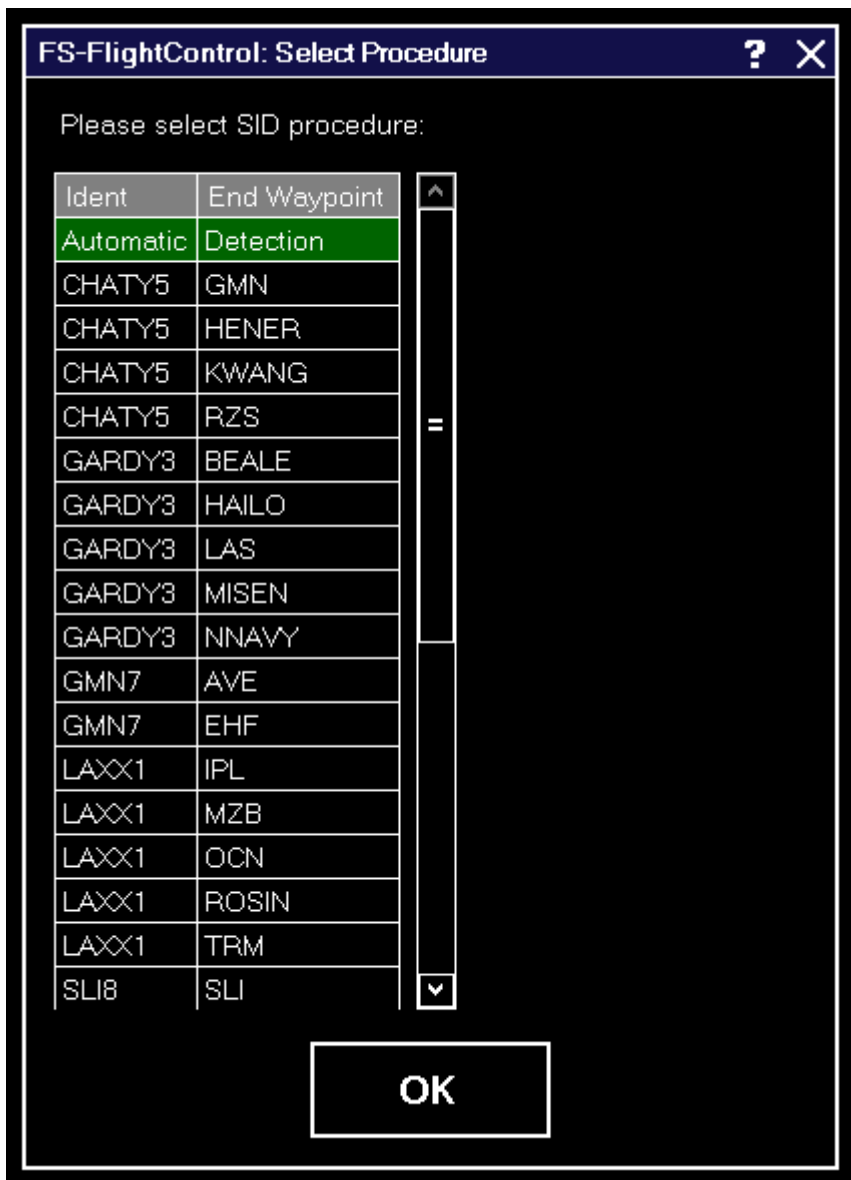 FS-FlightControl: Select Procedure ? X
Please select SID procedure:
Ident End Waypoint
Automatic Detection
CHATY5 GMN
CHATY5 HENER
CHATY5 KWANG
CHATY5 RZS
GARDY3 BEALE
GARDY3 HAILO
GARDY3 LAS
GARDY3 MISEN
GARDY3 NNAVY
GMN7 AVE
GMN7 EHF
LAXX1 IPL
LAXX1 MZB
LAXX1 OCN
LAXX1 ROSIN
LAXX1 TRM
SLI8 SLI
OK